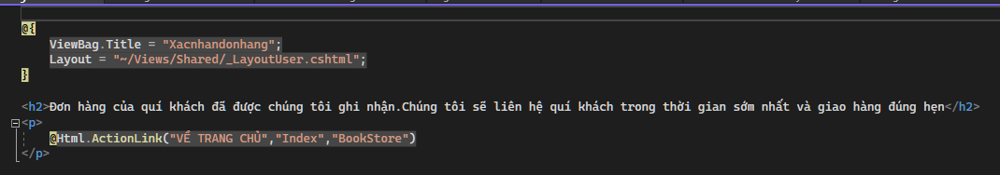 @{
ViewBag.Title = "Xacnhandonhang";
Layout = "~/Views/Shared/_LayoutUser.cshtml";
}
<h2>Đơn hàng của quí khách đã được chúng tôi ghi nhận.Chúng tôi sẽ liên hệ quí khách trong thời gian sớm nhất và giao hàng đúng hẹn</h2>
<p>
@Html.ActionLink("VỀ TRANG CHỦ","Index","BookStore")
</p>